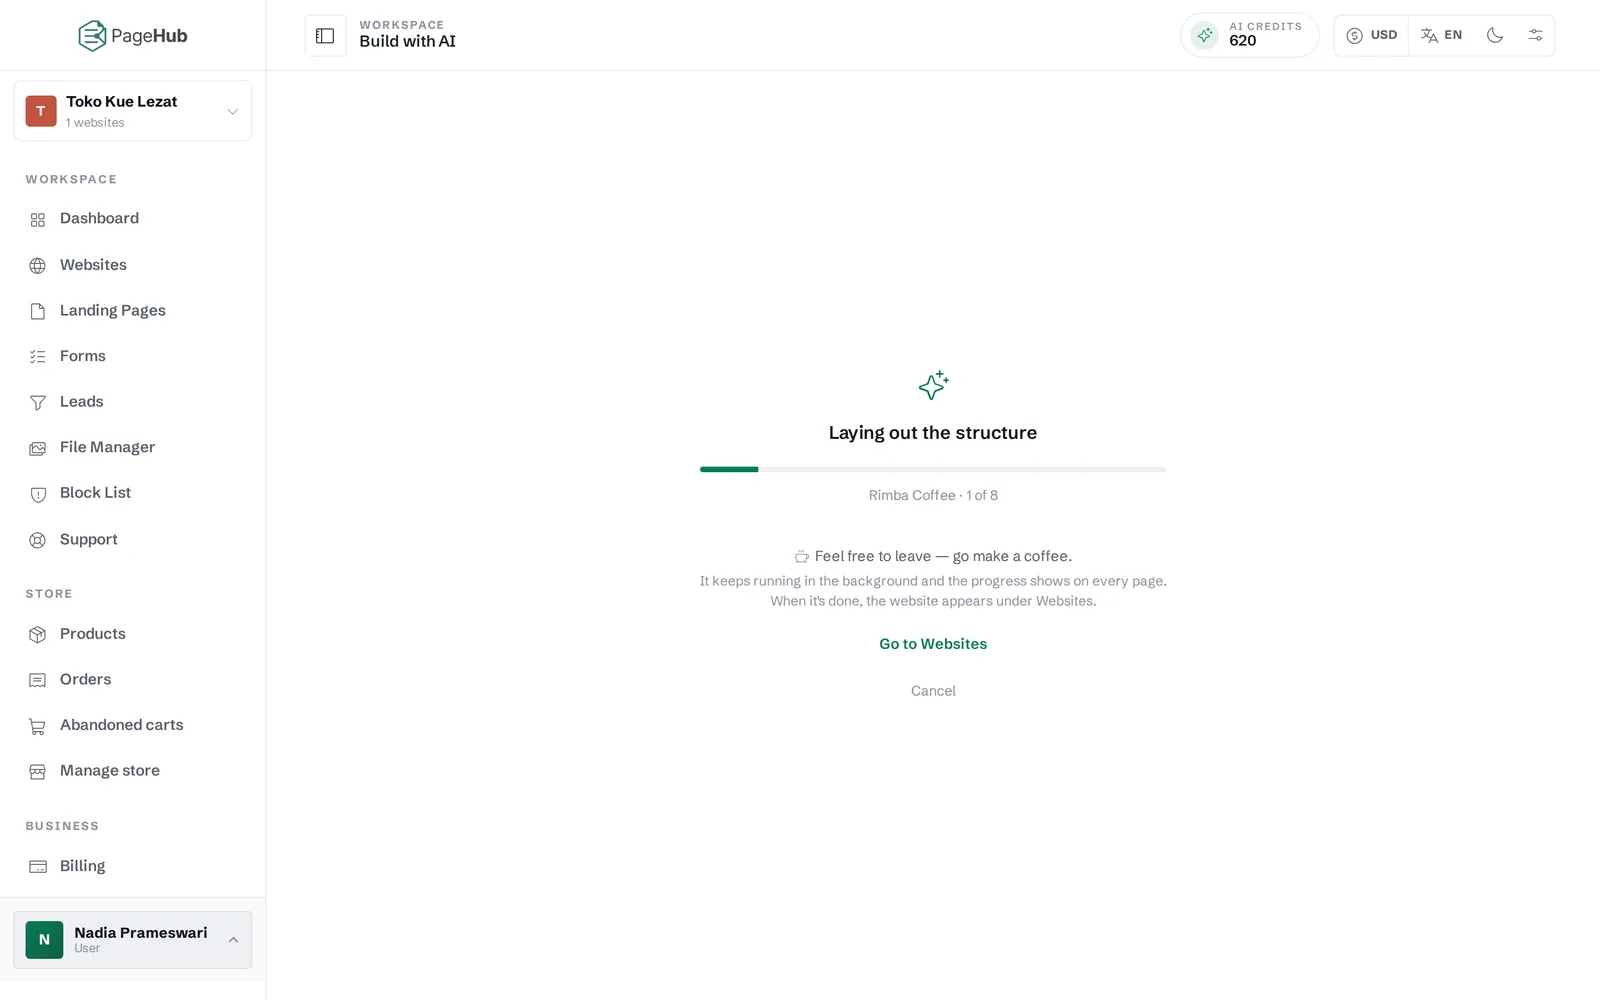 PageHub
Toko Kue Lezat
T
1 websites
WORKSPACE
Dashboard
Websites
Landing Pages
Forms
Leads
File Manager
Block List
Support
STORE
Products
Orders
Abandoned carts
Manage store
BUSINESS
Billing
N
Nadia Prameswari
User
WORKSPACE
Build with AI
AI CREDITS
620
USD
EN
Laying out the structure
Rimba Coffee · 1 of 8
Feel free to leave — go make a coffee.
It keeps running in the background and the progress shows on every page.
When it's done, the website appears under Websites.
Go to Websites
Cancel